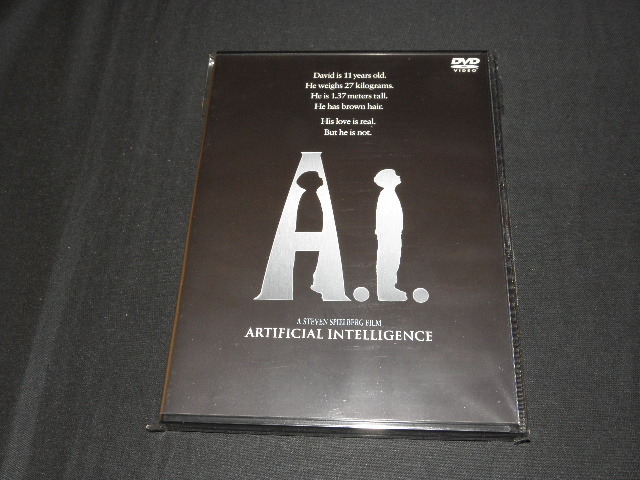 DVD
VIDEO
David is 11 years old.
He weighs 27 kilograms.
He is 1.37 meters tall.
He has brown hair.
His love is real.
But he is not.
A.I.
A STEVEN SPIELBERG FILM
ARTIFICIAL INTELLIGENCE